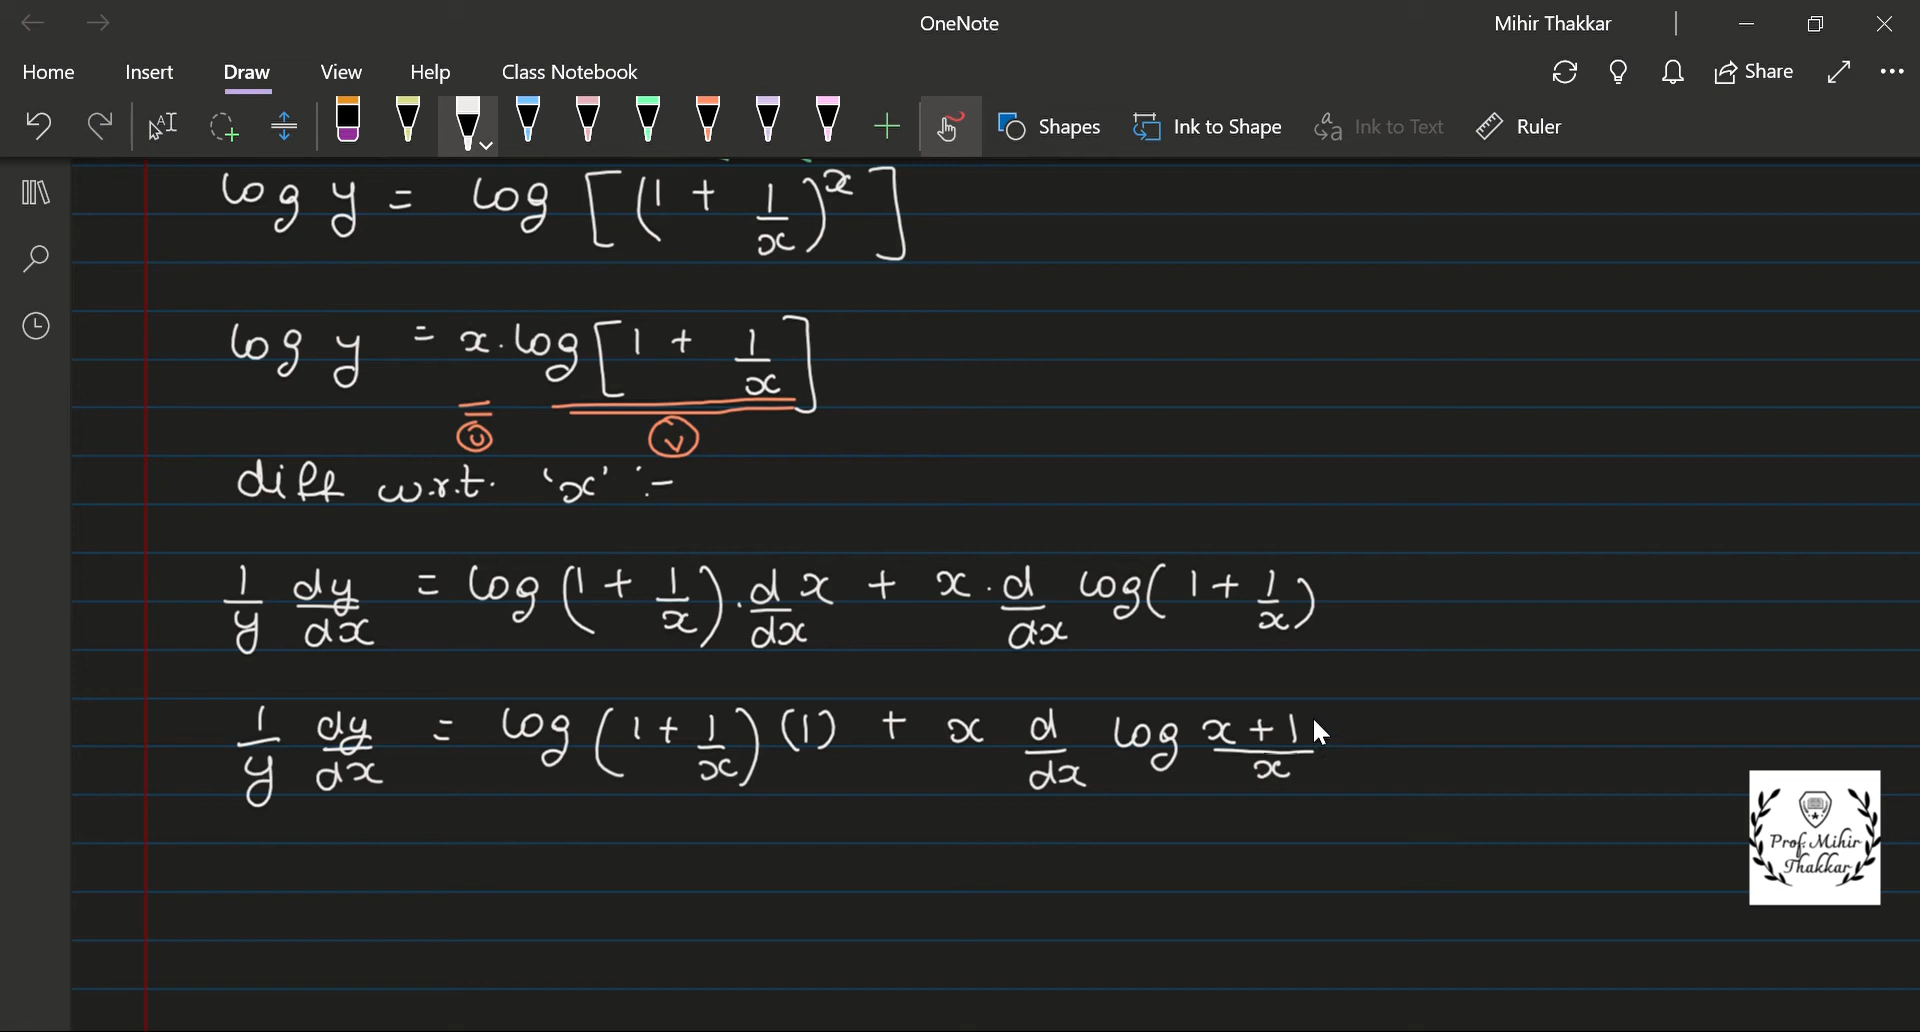 OneNote
Mihir Thakkar
Home Insert Draw View Help Class Notebook
Share
Shapes Ink to Shape Ink to Text Ruler
log y = log [(1 + 1/x)^x]
log y = x.log[1 + 1/x]
U V
diff w.r.t. 'x' :-
1/y dy/dx = log(1 + 1/x).d/dx x + x.d/dx log(1 + 1/x)
1/y dy/dx = log(1 + 1/x)(1) + x d/dx log x+1/x
Prof. Mihir
Thakkar